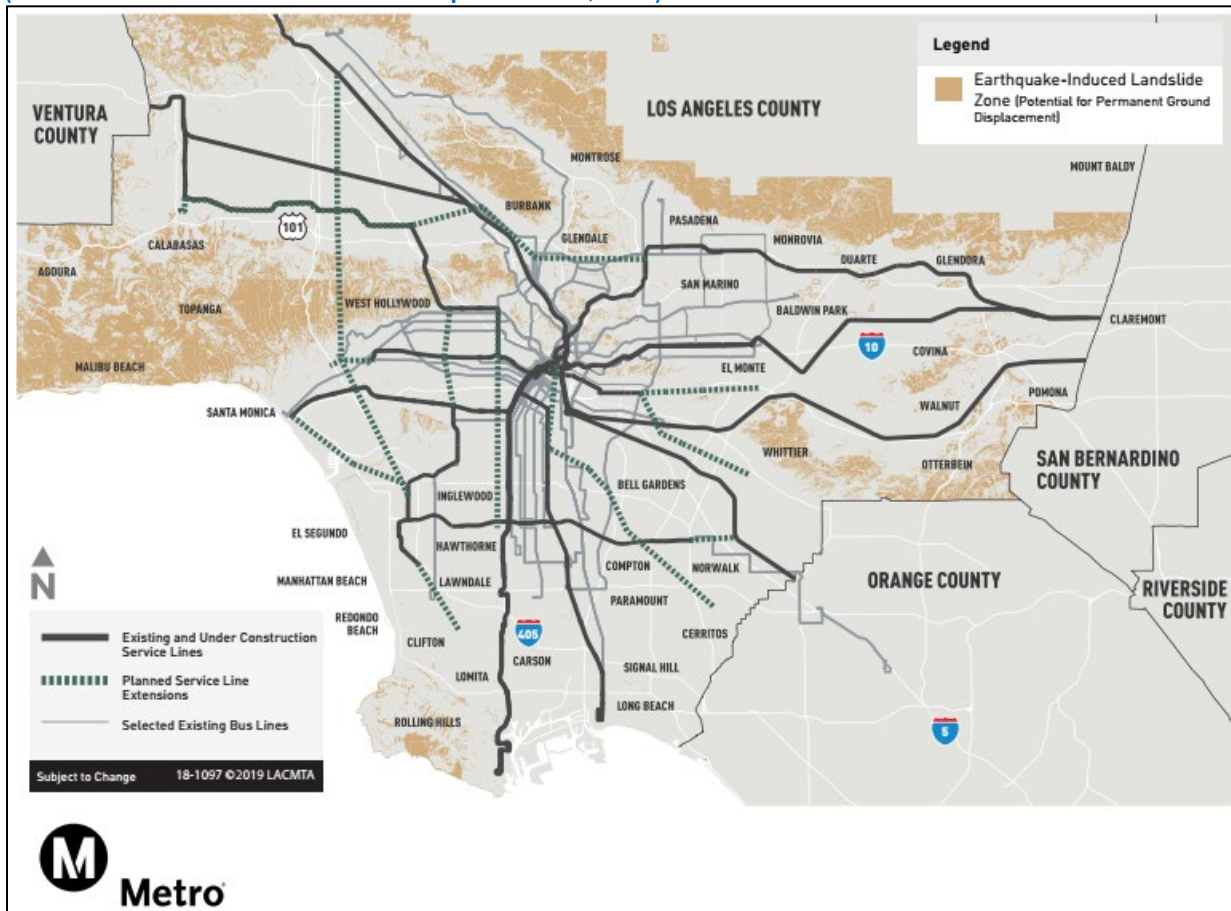 Legend
Earthquake-Induced Landslide
Zone (Potential for Permanent Ground
Displacement)
VENTURA
COUNTY
LOS ANGELES COUNTY
MONTROSE
MOUNT BALDY
BURBANK
PASADENA
101
GLENDALE
MONROVIA
CALABASAS
DUARTE
GLENDORA
AGOURA
SAN MARINO
WEST HOLLYWOOD
TOPANGA
BALDWIN PARK
CLAREMONT
10
COVINA
MALIBU BEACH
EL MONTE
POMONA
WALNUT
SANTA MONICA
WHITTIER
OTTERBEIN
SAN BERNARDINO
COUNTY
BELL GARDENS
INGLEWOOD
EL SEGUNDO
HAWTHORNE
N
COMPTON
NORWALK
ORANGE COUNTY
MANHATTAN BEACH
LAWNDALE
RIVERSIDE
COUNTY
PARAMOUNT
REDONDO
BEACH
CERRITOS
CLIFTON
405
CARSON
SIGNAL HILL
LOMITA
LONG BEACH
ROLLING HILLS
5
Existing and Under Construction
Service Lines
Planned Service Line
Extensions
Selected Existing Bus Lines
Subject to Change 18-1097 ©2019 LACMTA
M
Metro